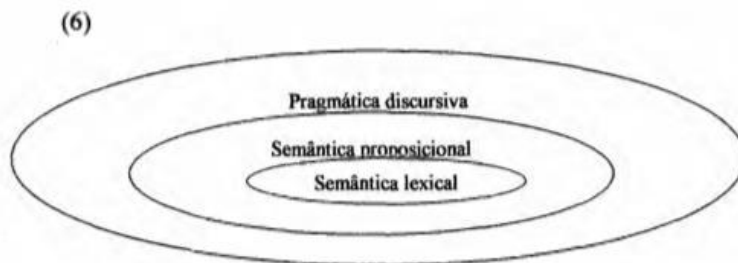 (6)
Pragmática discursiva
Semântica proposicional
Semântica lexical